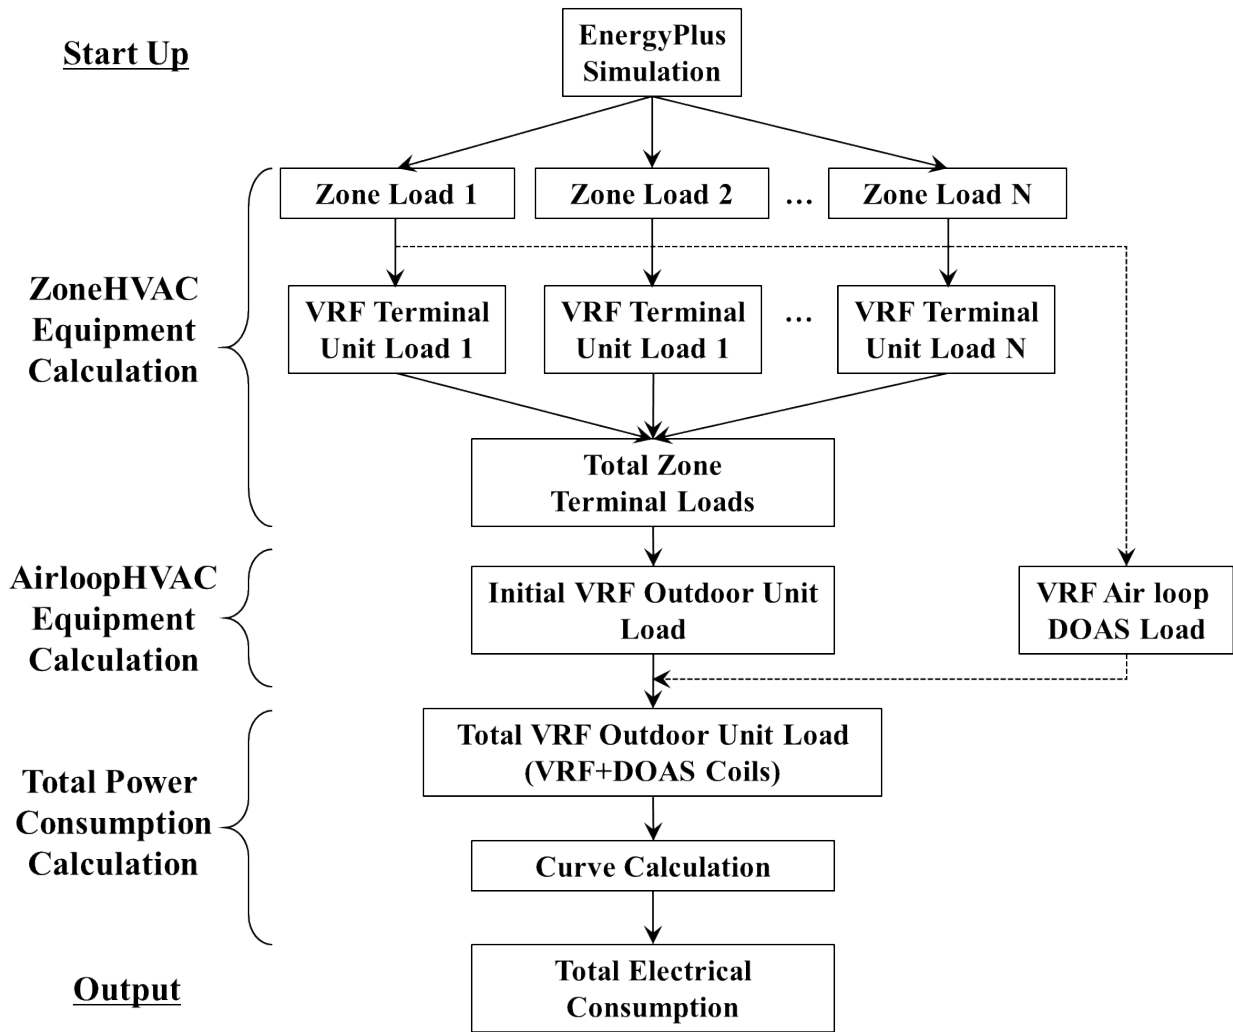 Start Up
EnergyPlus
Simulation
Zone Load 1
Zone Load 2
…
Zone Load N
ZoneHVAC
Equipment
Calculation
VRF Terminal
Unit Load 1
VRF Terminal
Unit Load 1
…
VRF Terminal
Unit Load N
Total Zone
Terminal Loads
AirloopHVAC
Equipment
Calculation
Initial VRF Outdoor Unit
Load
VRF Air loop
DOAS Load
Total Power
Consumption
Calculation
Total VRF Outdoor Unit Load
(VRF+DOAS Coils)
Curve Calculation
Output
Total Electrical
Consumption